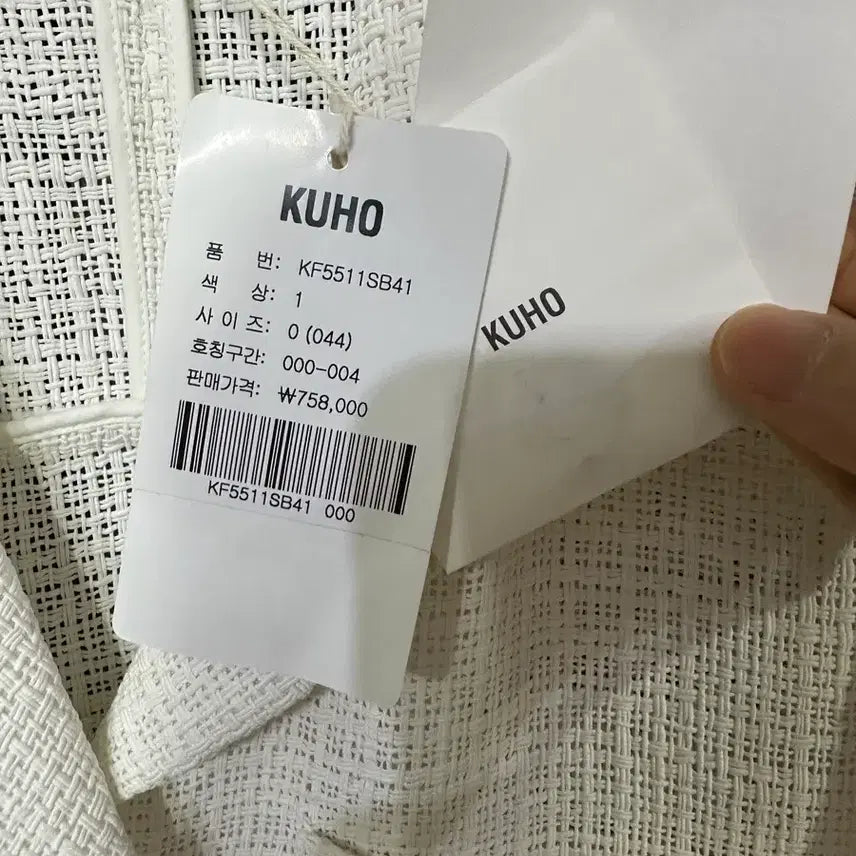 KUHO
품 번: KF5511SB41
색 상: 1
사 이 즈: 0 (044)
호칭구간: 000-004
판매가격: ₩758,000
KF5511SB41 000
KUHO